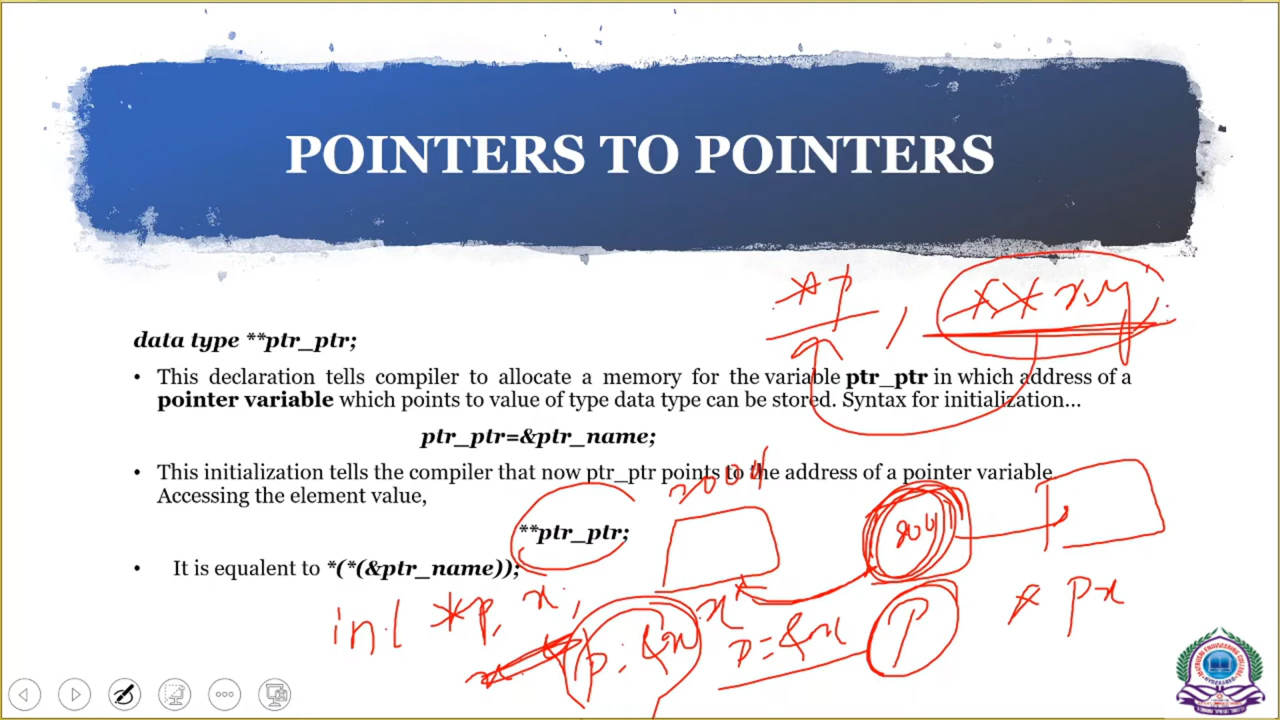 POINTERS TO POINTERS
**p , **xy
data type **ptr_ptr;
• This declaration tells compiler to allocate a memory for the variable ptr_ptr in which address of a
pointer variable which points to value of type data type can be stored. Syntax for initialization...
ptr_ptr=&ptr_name;
• This initialization tells the compiler that now ptr_ptr points to the address of a pointer variable
Accessing the element value,
2004
**ptr_ptr;
• It is equalent to *(*(&ptr_name));
int *p, x;
x
p=&x
p=&x
P
* px